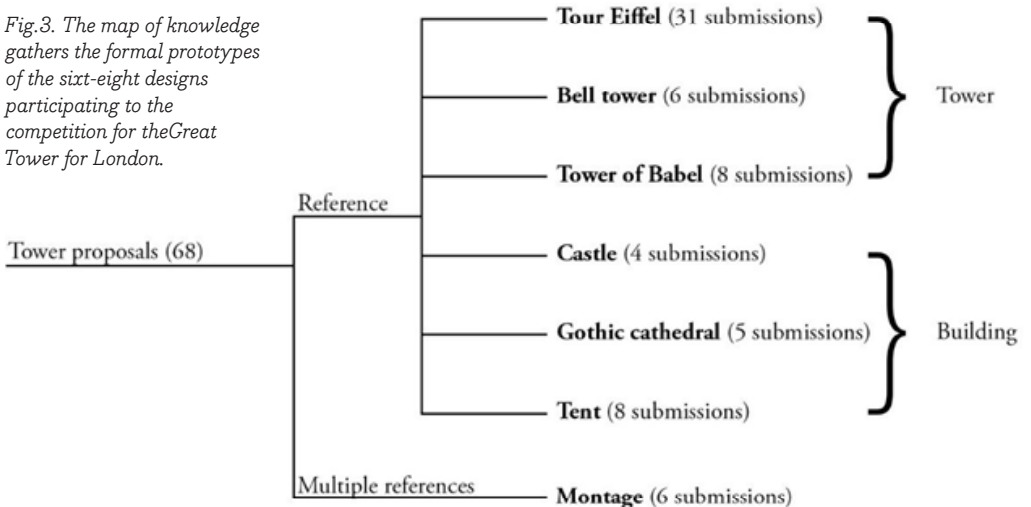 Fig.3. The map of knowledge
gathers the formal prototypes
of the sixt-eight designs
participating to the
competition for theGreat
Tower for London.
Tower proposals (68)
Reference
Multiple references
Tour Eiffel (31 submissions)
Bell tower (6 submissions)
Tower of Babel (8 submissions)
Tower
Castle (4 submissions)
Gothic cathedral (5 submissions)
Tent (8 submissions)
Building
Montage (6 submissions)